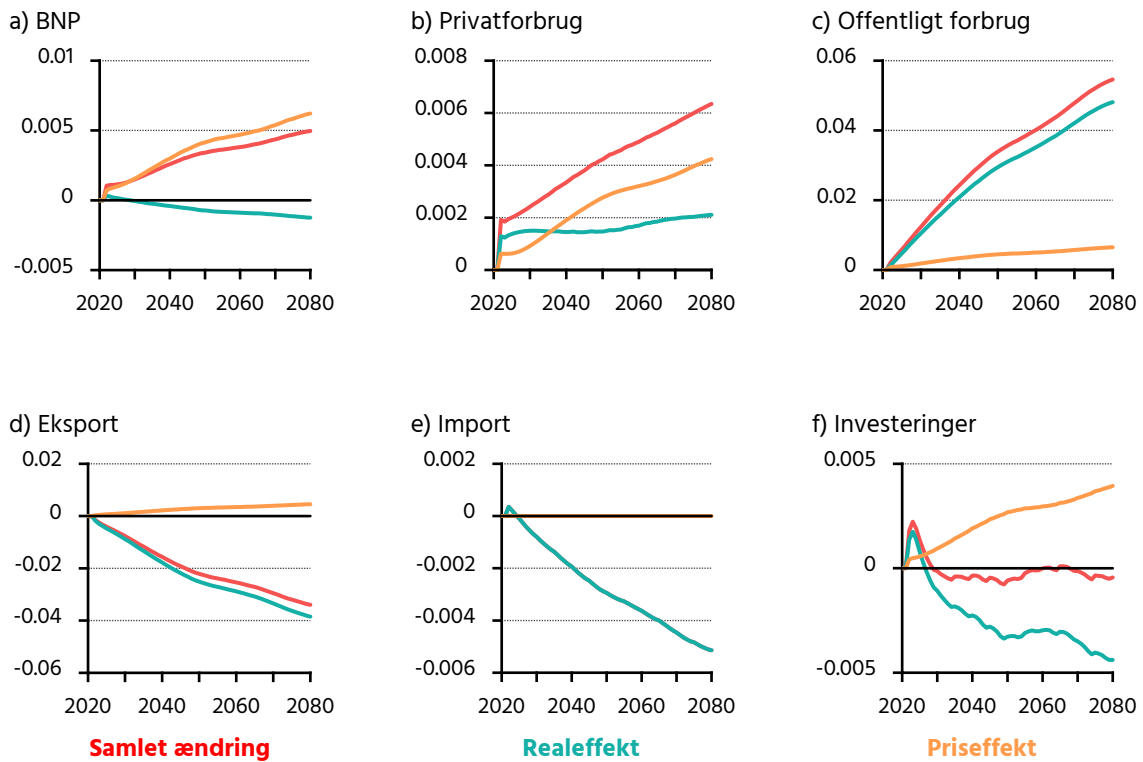 a) BNP
0.01
0.005
0
-0.005
2020 2040 2060 2080
b) Privatforbrug
0.008
0.006
0.004
0.002
0
2020 2040 2060 2080
c) Offentligt forbrug
0.06
0.04
0.02
0
2020 2040 2060 2080
d) Eksport
0.02
0
-0.02
-0.04
-0.06
2020 2040 2060 2080
e) Import
0.002
0
-0.002
-0.004
-0.006
2020 2040 2060 2080
f) Investeringer
0.005
0
-0.005
2020 2040 2060 2080
Samlet ændring
Realeffekt
Priseffekt